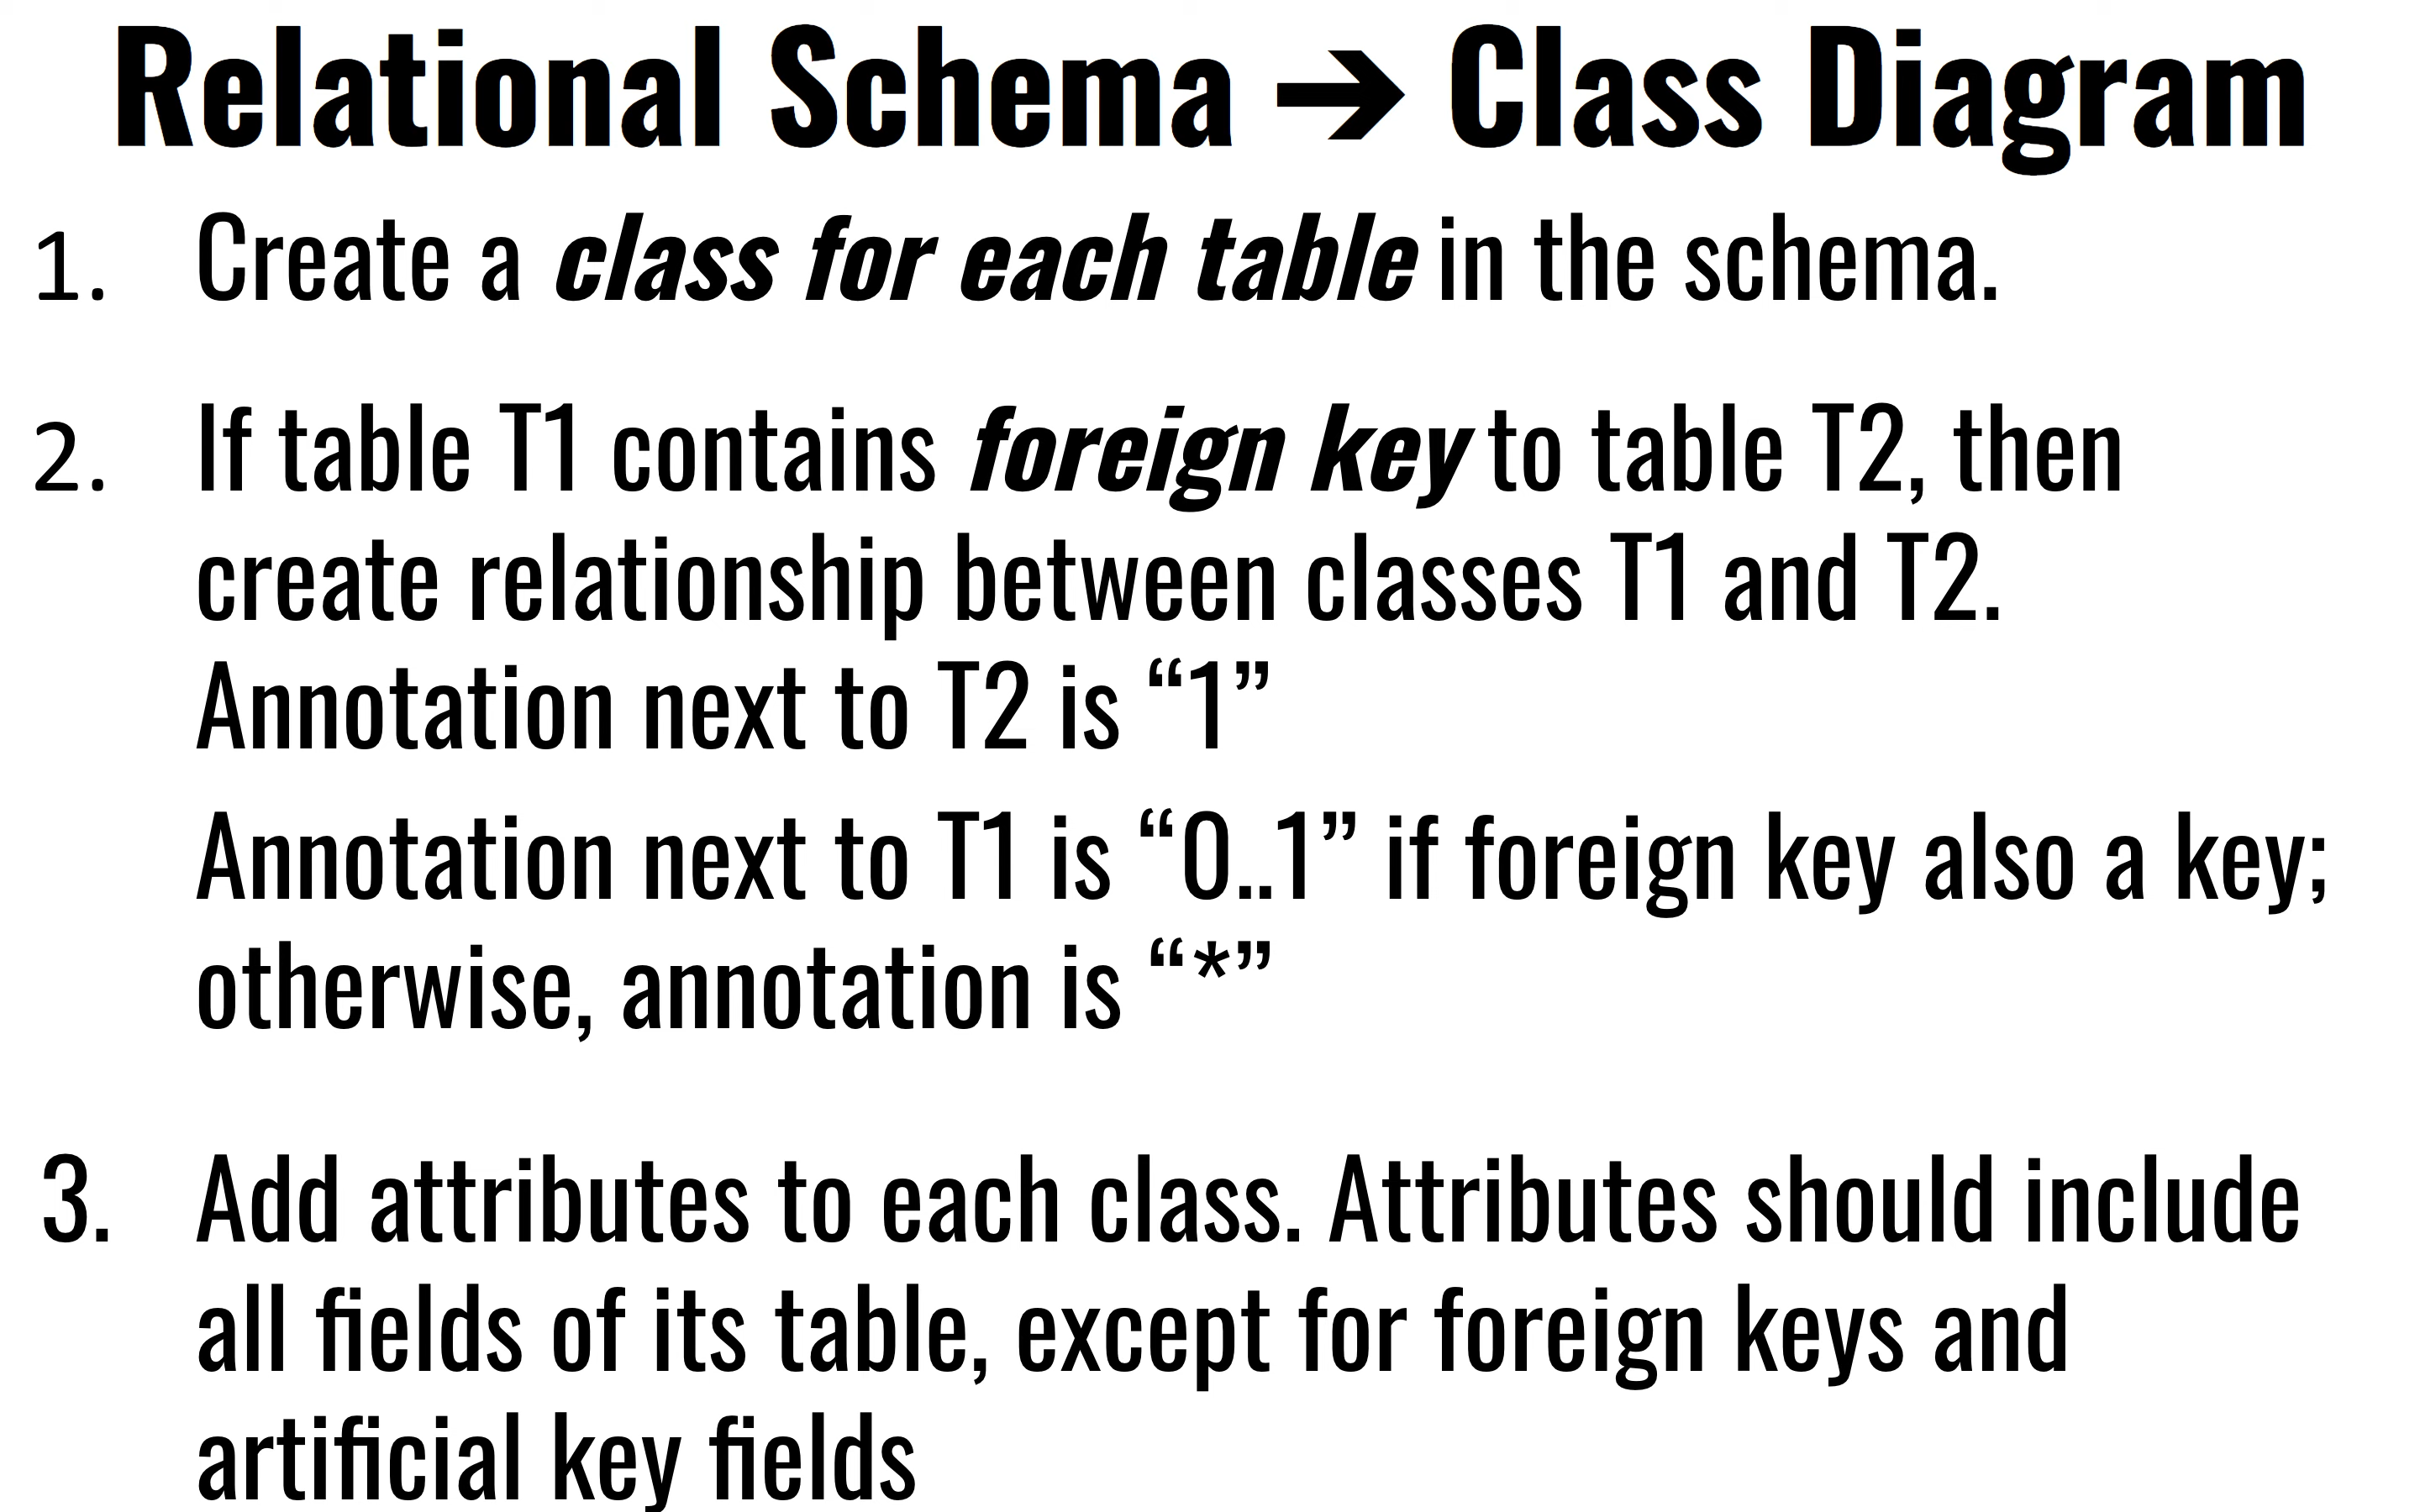 Relational Schema → Class Diagram
1. Create a class for each table in the schema.
2. If table T1 contains foreign key to table T2, then
create relationship between classes T1 and T2.
Annotation next to T2 is “1”
Annotation next to T1 is “0..1” if foreign key also a key;
otherwise, annotation is “*”
3. Add attributes to each class. Attributes should include
all fields of its table, except for foreign keys and
artificial key fields